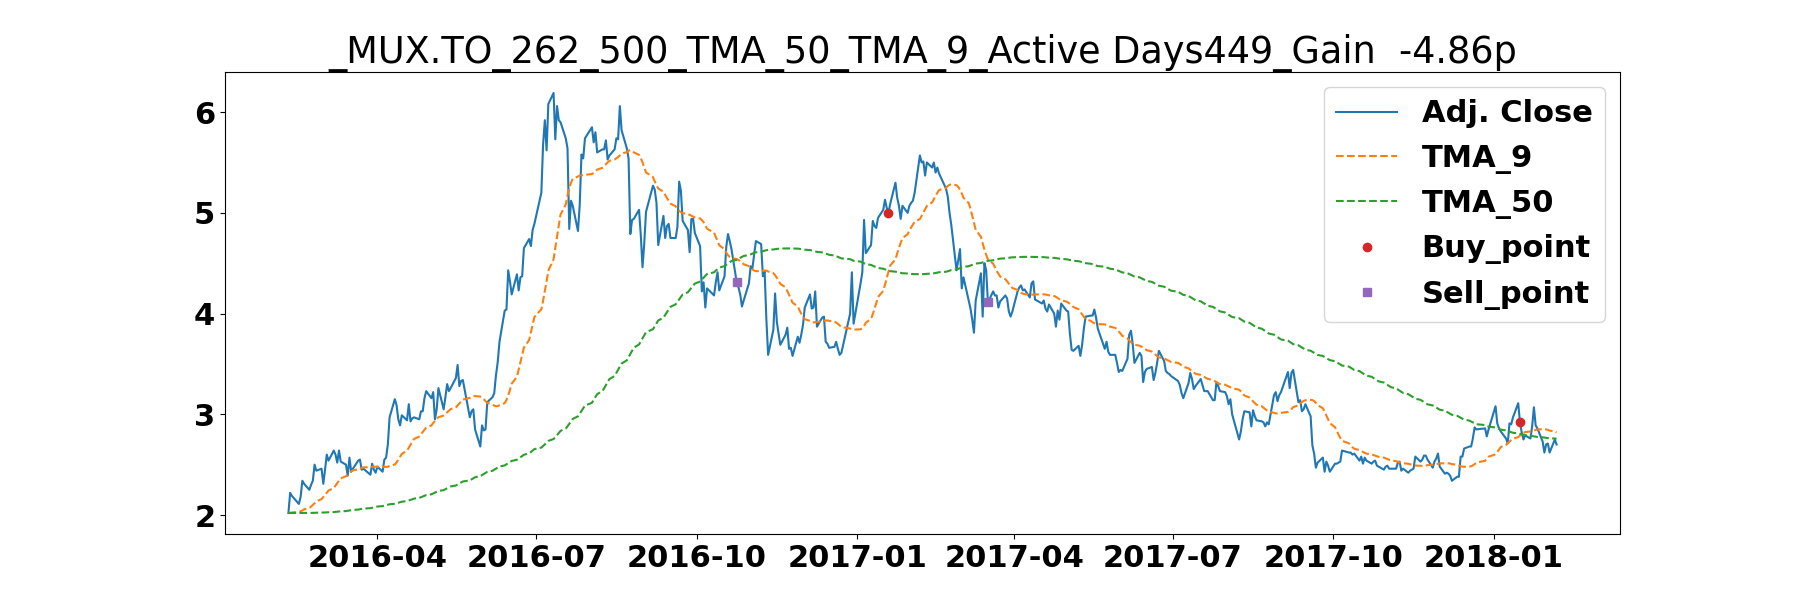 _MUX.TO_262_500_TMA_50_TMA_9_Active Days449_Gain  -4.86p
6
5
4
3
2
Adj. Close
TMA_9
TMA_50
Buy_point
Sell_point
2016-04 2016-07 2016-10 2017-01 2017-04 2017-07 2017-10 2018-01